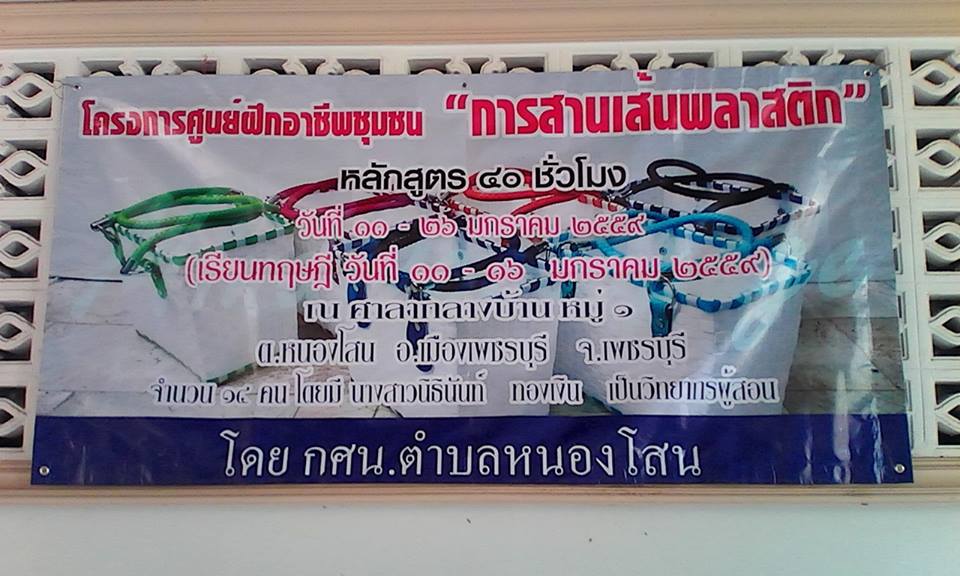 โครงการศูนย์ฝึกอาชีพชุมชน “การสานเส้นพลาสติก”
หลักสูตร ๔๐ ชั่วโมง
วันที่ ๑๑ - ๒๖ มกราคม ๒๕๕๙
(เรียนทฤษฎี วันที่ ๑๑ - ๑๖ มกราคม ๒๕๕๙)
ณ ศาลากลางบ้าน หมู่ ๑
ต.หนองโสน อ.เมืองเพชรบุรี จ.เพชรบุรี
จำนวน ๑๔ คน โดยมี นางสาวนิธินันท์ ทองเงิน เป็นวิทยากรผู้สอน
โดย กศน.ตำบลหนองโสน